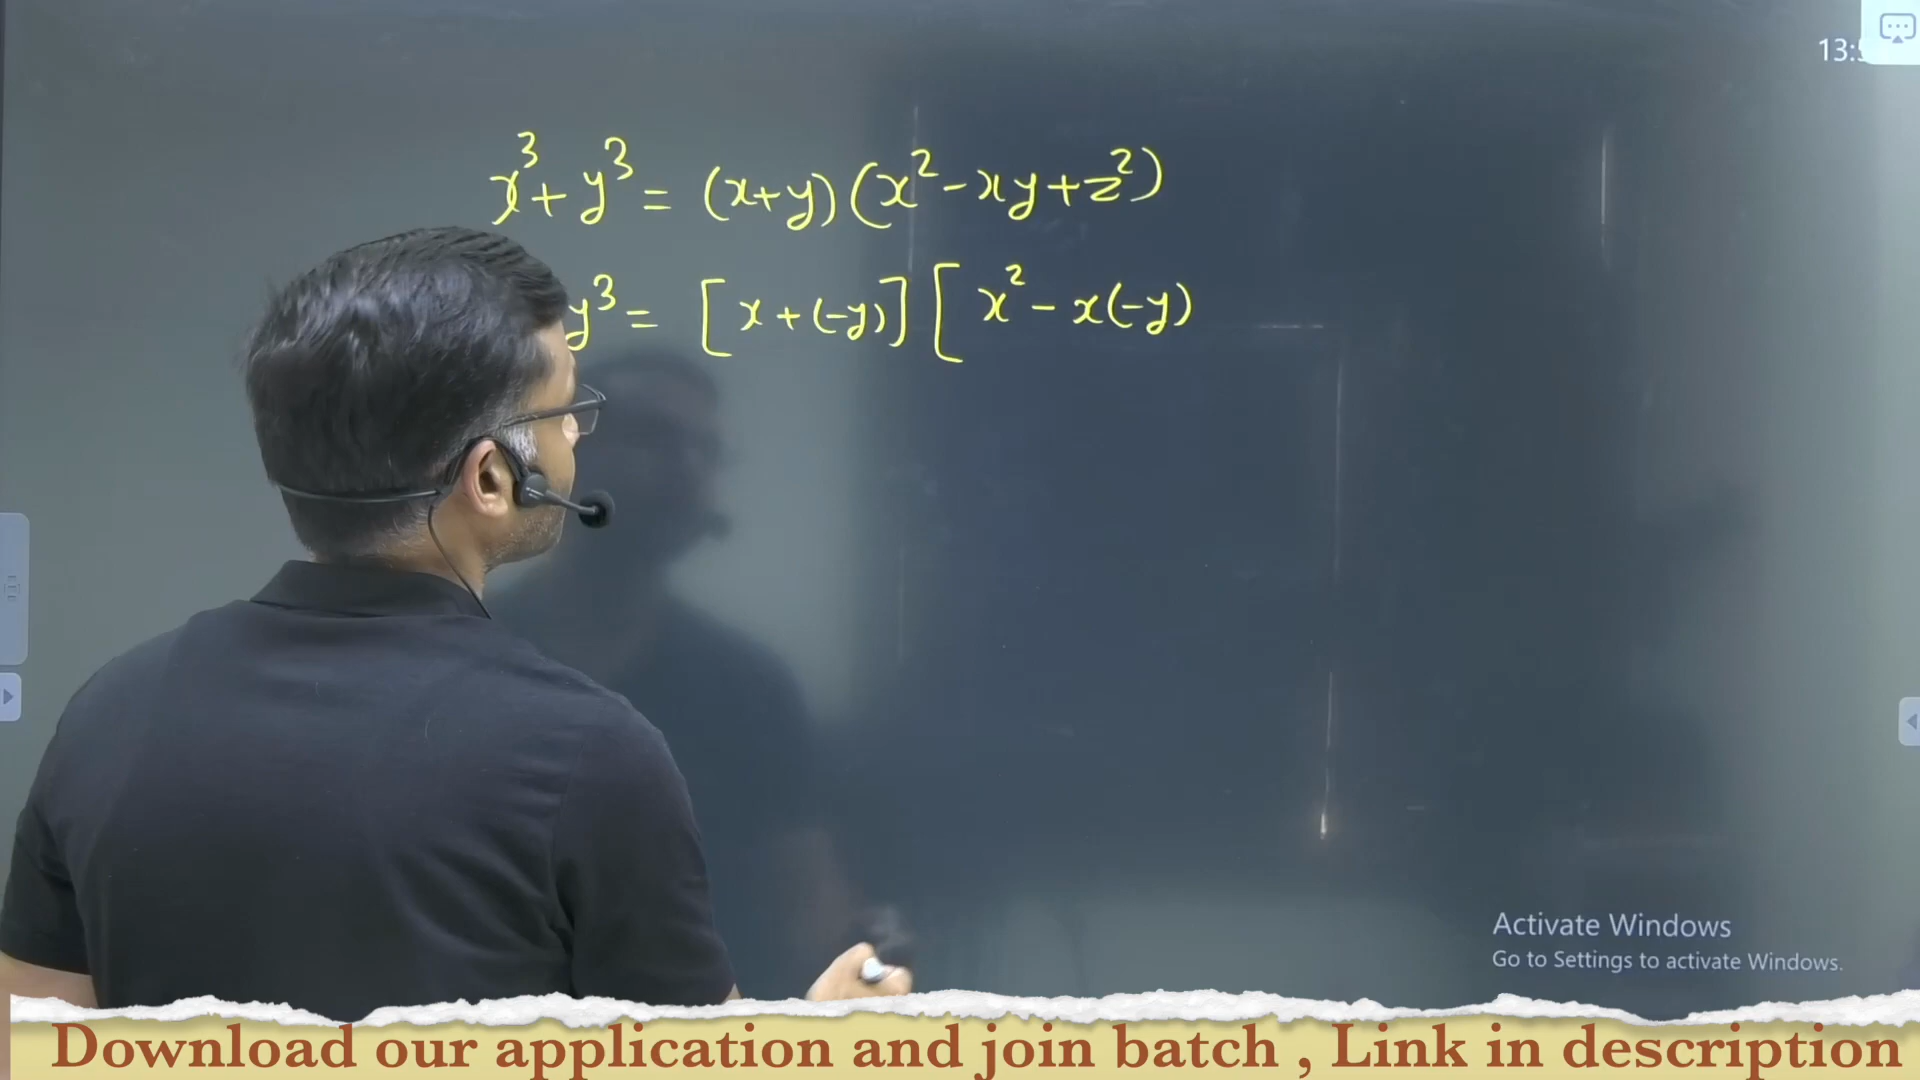 13:
x³ + y³ = (x+y)(x² - xy + z²)
y³ = [x + (-y)] [x² - x(-y)
Activate Windows
Go to Settings to activate Windows.
Download our application and join batch , Link in description